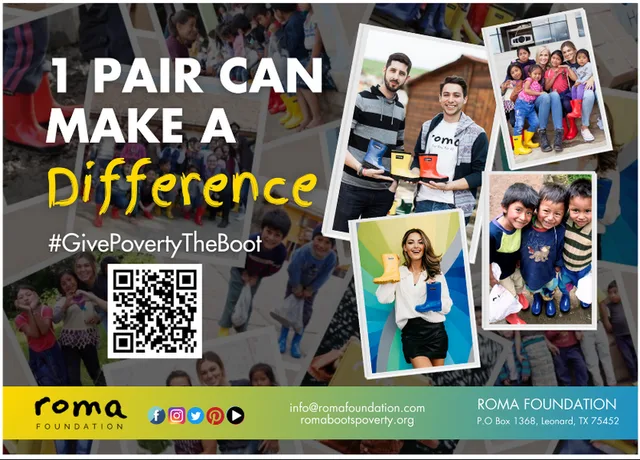 1 PAIR CAN
MAKE A
Difference
#GivePovertyTheBoot
roma
roma
FOUNDATION
info@romafoundation.com
romabootspoverty.org
ROMA FOUNDATION
P.O Box 1368, Leonard, TX 75452